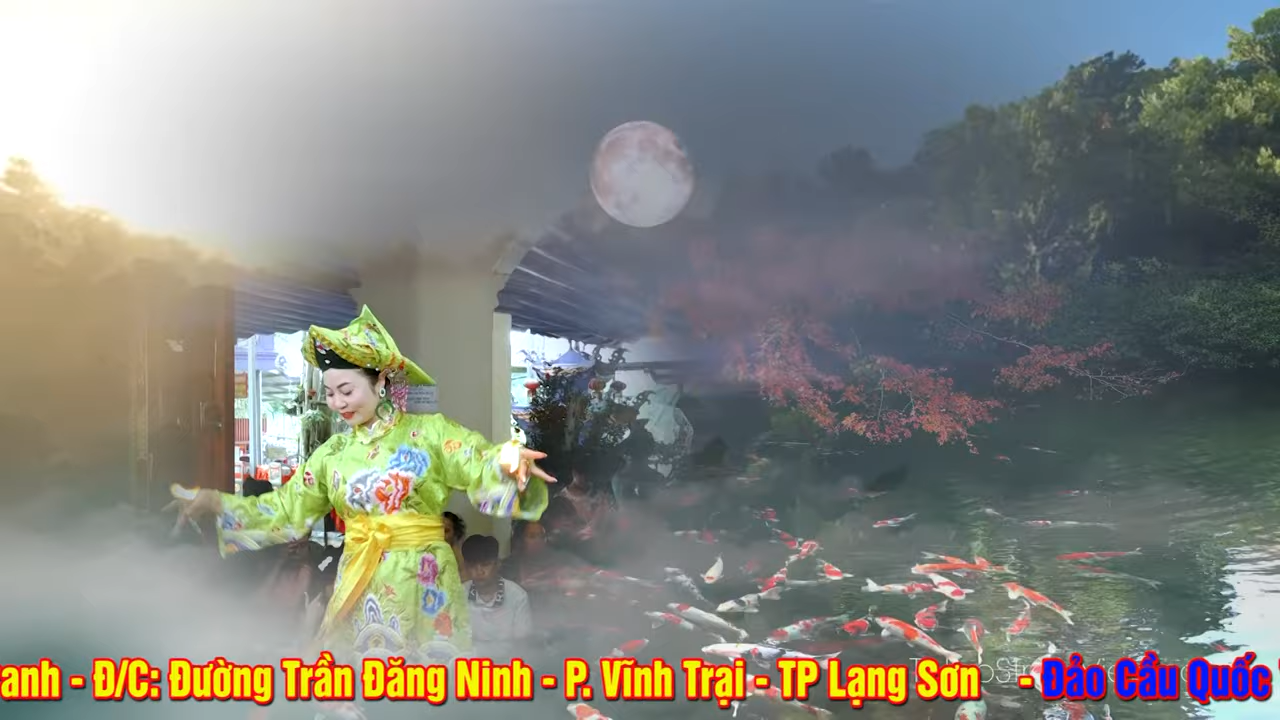 anh - Đ/C: Đường Trần Đăng Ninh - P. Vĩnh Trại - TP Lạng Sơn - Đảo Cầu Quốc